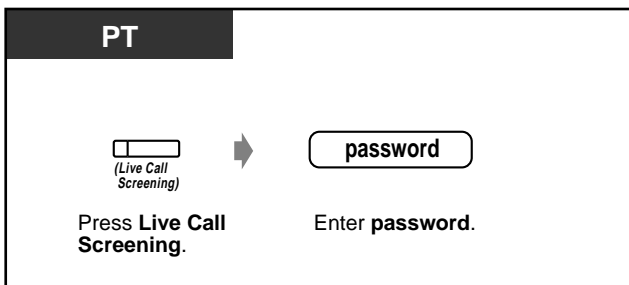 PT
(Live Call
Screening)
password
Press Live Call
Screening.
Enter password.